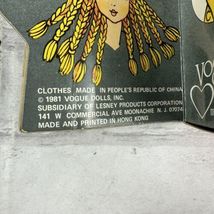 CLOTHES MADE IN PEOPLE'S REPUBLIC OF CHINA
© 1981 VOGUE DOLLS, INC.
SUBSIDIARY OF LESNEY PRODUCTS CORPORATION
141 W COMMERCIAL AVE MOONACHIE N. J. 07074
MADE AND PRINTED IN HONG KONG
VO